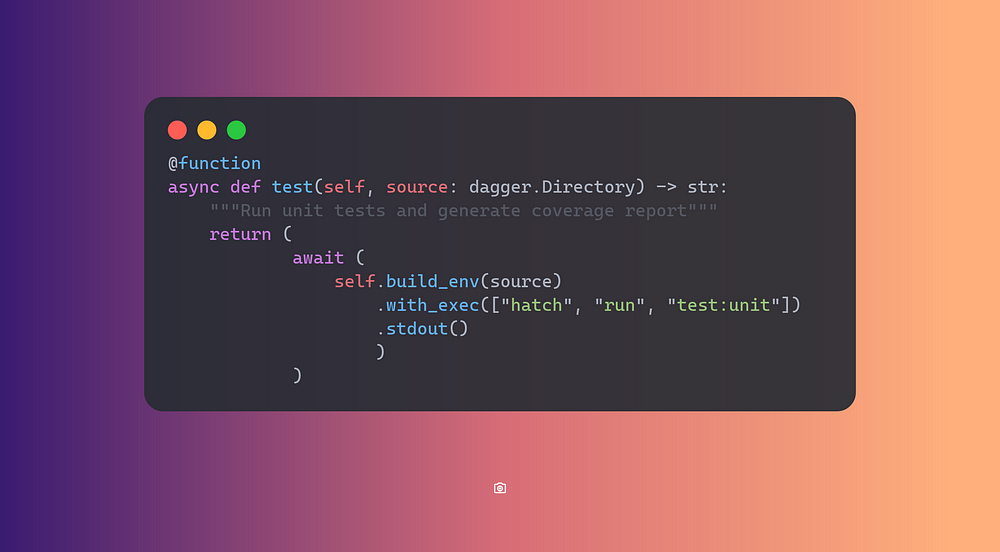 @function
async def test(self, source: dagger.Directory) -> str:
    """Run unit tests and generate coverage report"""
    return (
            await (
                self.build_env(source)
                    .with_exec(["hatch", "run", "test:unit"])
                    .stdout()
                    )
            )